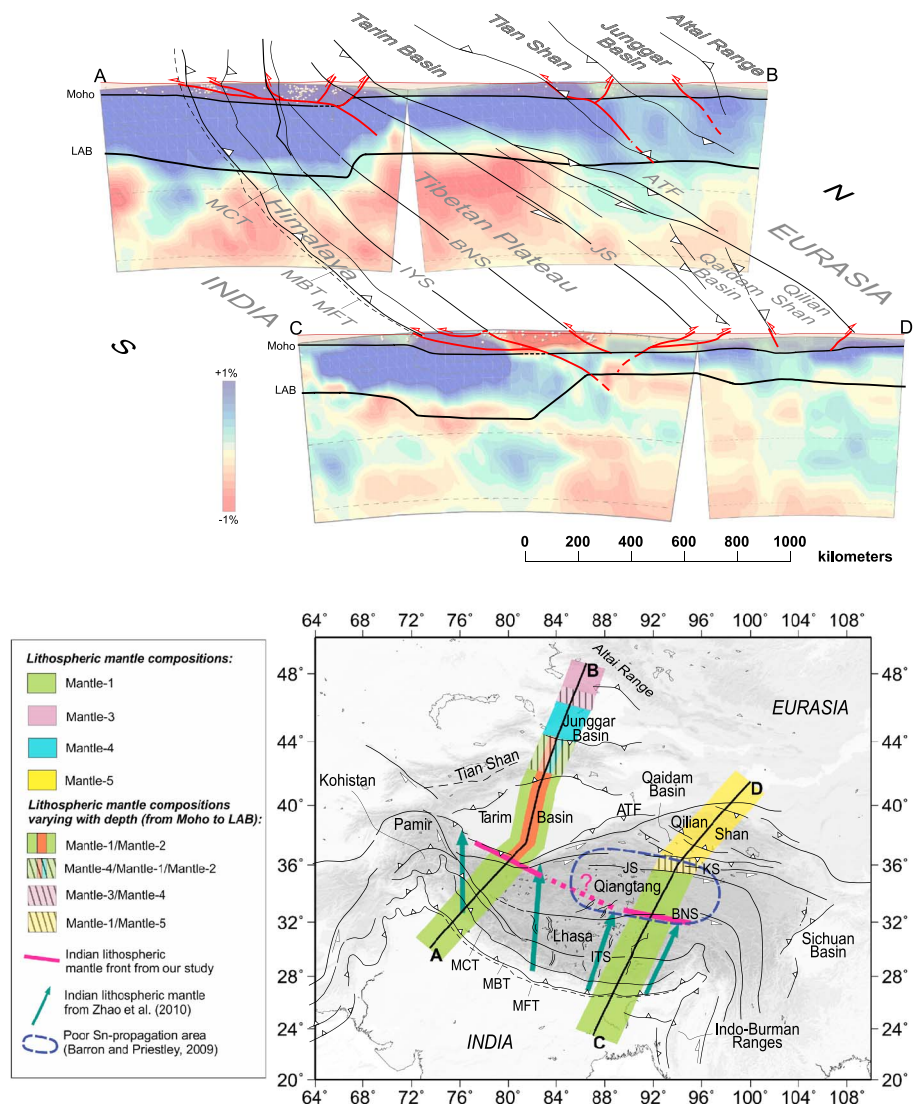 Tarim Basin
Tian Shan
Junggar
Basin
Altai Range
A
B
Moho
LAB
MCT
Himalaya
MBT
MFT
INDIA
IYS
BNS
Tibetan Plateau
JS
ATF
Qaidam
Basin
Qilian
Shan
EURASIA
N
S
C
D
Moho
LAB
+1%
-1%
0 200 400 600 800 1000
kilometers
Lithospheric mantle compositions:
Mantle-1
Mantle-3
Mantle-4
Mantle-5
Lithospheric mantle compositions
varying with depth (from Moho to LAB):
Mantle-1/Mantle-2
Mantle-4/Mantle-1/Mantle-2
Mantle-3/Mantle-4
Mantle-1/Mantle-5
Indian lithospheric
mantle front from our study
Indian lithospheric mantle
from Zhao et al. (2010)
Poor Sn-propagation area
(Barron and Priestley, 2009)
64° 68° 72° 76° 80° 84° 88° 92° 96° 100° 104° 108°
48°
44°
40°
36°
32°
28°
24°
20°
B
Altai Range
EURASIA
Junggar
Basin
Tian Shan
Kohistan
Qaidam
Basin
D
Pamir
Tarim
Basin
ATF
Qilian
Shan
JS
KS
?
Qiangtang
BNS
Lhasa
ITS
Sichuan
Basin
A
MCT
MBT
MFT
INDIA
C
Indo-Burman
Ranges
64° 68° 72° 76° 80° 84° 88° 92° 96° 100° 104° 108°